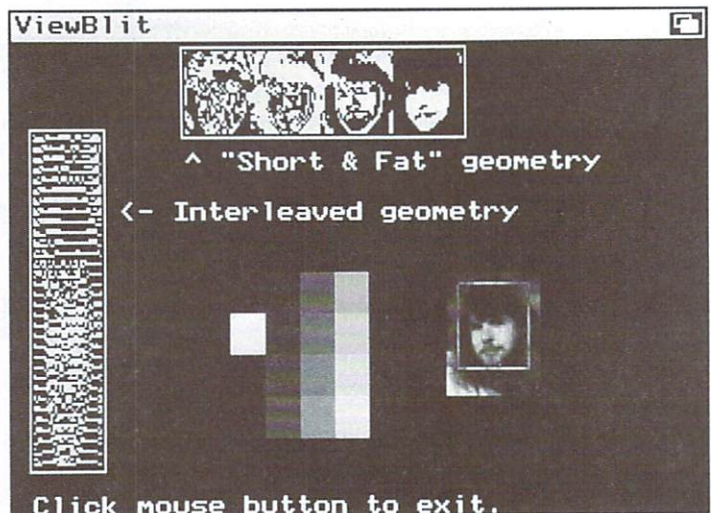 ViewBlit
^ "Short & Fat" geometry
<- Interleaved geometry
Click mouse button to exit.